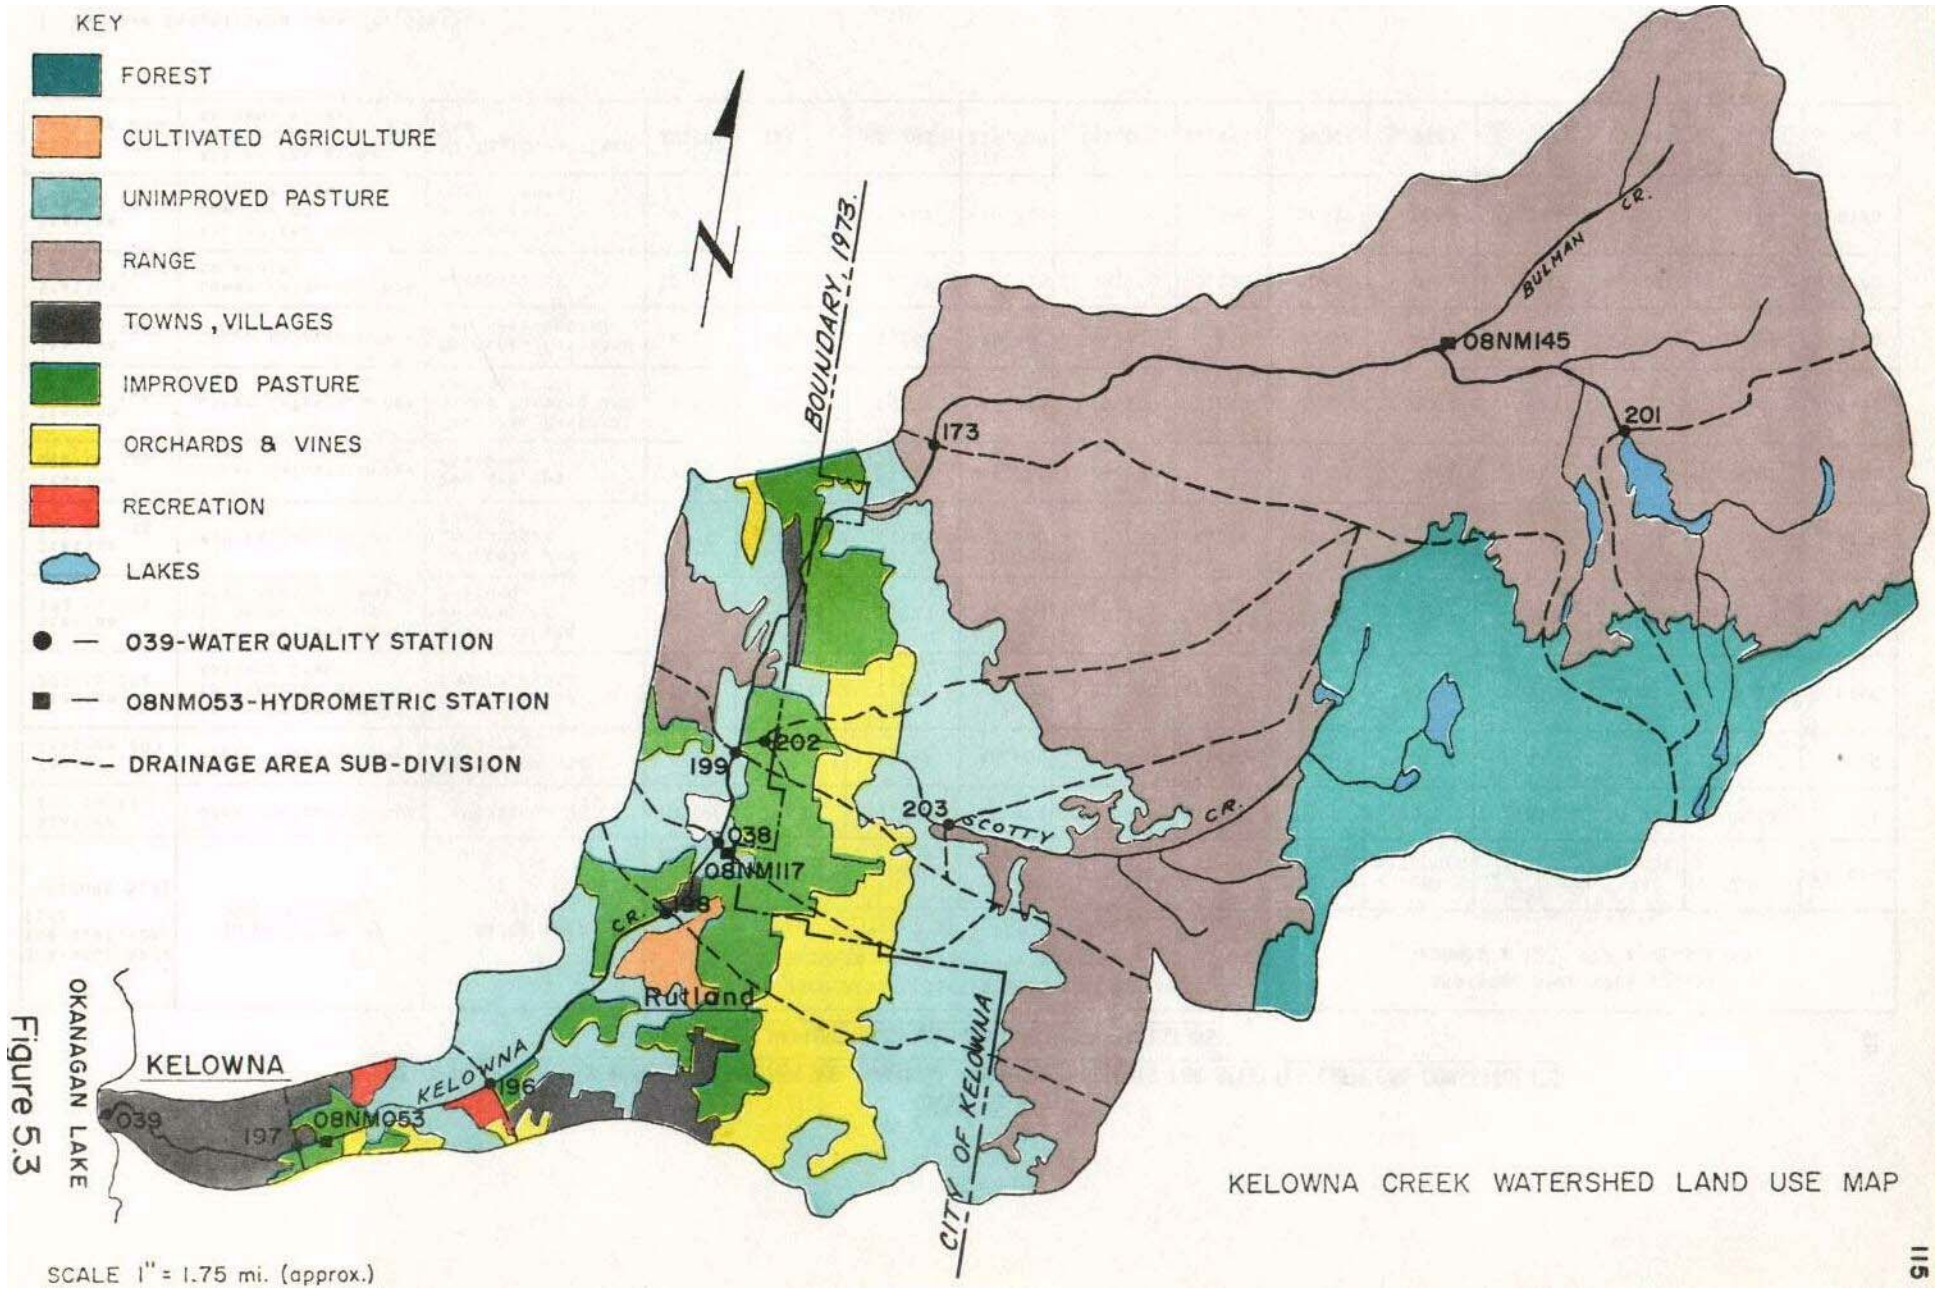 KEY
FOREST
CULTIVATED AGRICULTURE
UNIMPROVED PASTURE
RANGE
TOWNS, VILLAGES
IMPROVED PASTURE
ORCHARDS & VINES
RECREATION
LAKES
039-WATER QUALITY STATION
08NM053-HYDROMETRIC STATION
DRAINAGE AREA SUB-DIVISION
N
BOUNDARY, 1973.
BULMAN CR.
08NM145
201
173
202
199
203
SCOTTY CR.
038
08NM117
198
CR.
Rutland
KELOWNA
KELOWNA
196
08NM053
197
039
OKANAGAN LAKE
CITY OF KELOWNA
Figure 5.3
KELOWNA CREEK WATERSHED LAND USE MAP
SCALE 1" = 1.75 mi. (approx.)
115